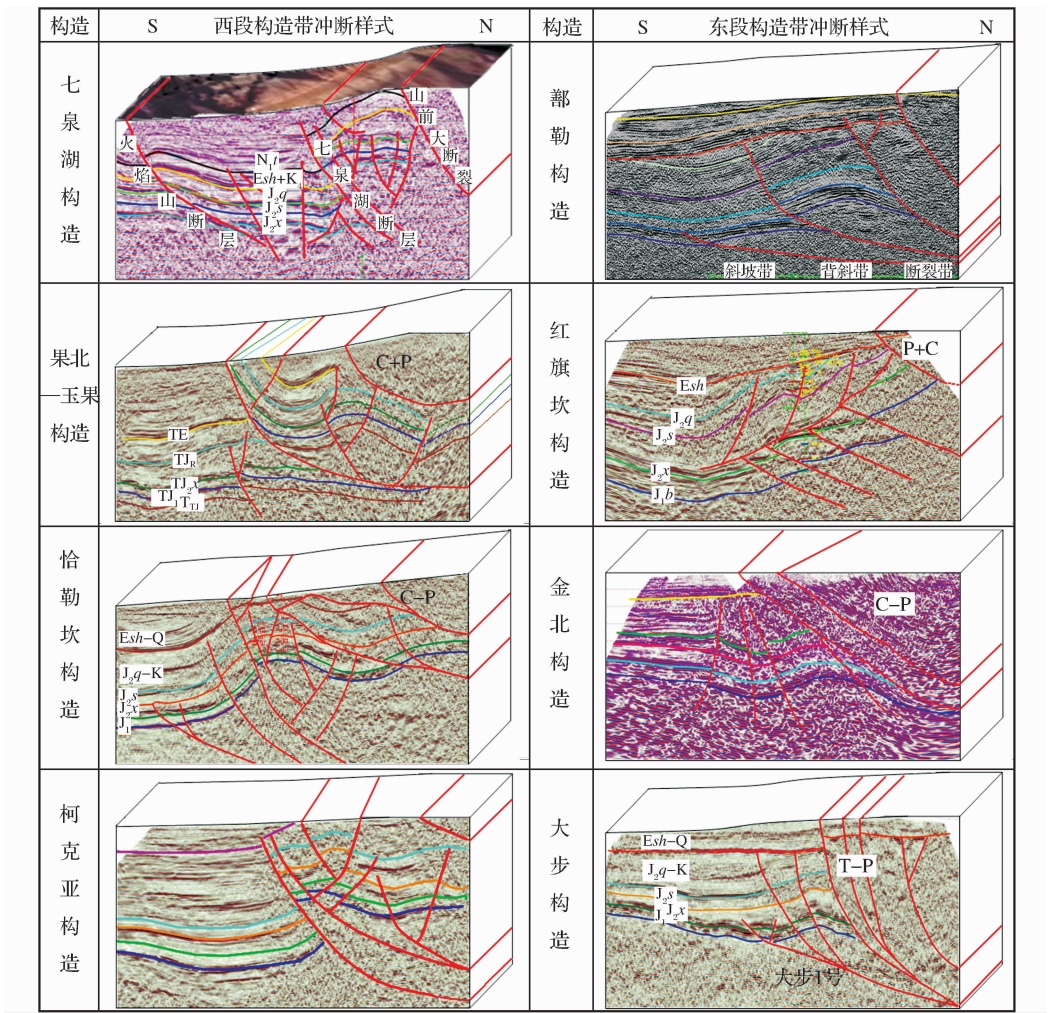 构造 S 西段构造带冲断样式 N 构造 S 东段构造带冲断样式 N
七泉湖构造
火焰山断层
山前大断裂
七泉湖断层
N₁t
Esh+K
J₂q
J₂s
J₂x
鄯勒构造
斜坡带 背斜带 断裂带
果北
—玉果
构造
C+P
TE
TJR
TJ₂x
TJ₁
TTJ
红旗坎构造
P+C
Esh
J₂q
J₂s
J₂x
J₁b
恰勒坎构造
C−P
Esh−Q
J₂q−K
J₂s
J₂x
J₁
金北构造
C−P
柯克亚构造
大步构造
Esh−Q
T−P
J₂q−K
J₂s
J₂x
J₁
大步1号